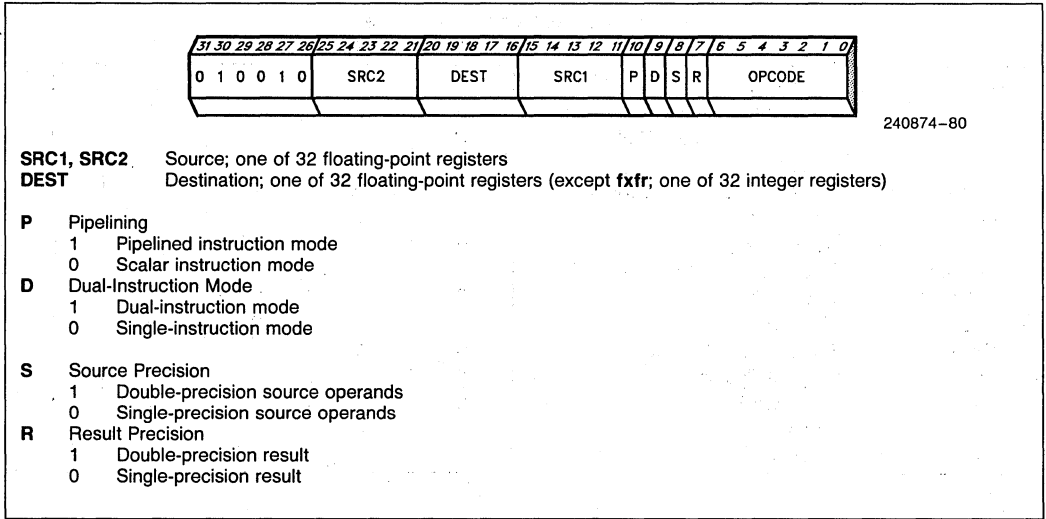 31 30 29 28 27 26 25 24 23 22 21 20 19 18 17 16 15 14 13 12 11 10 9 8 7 6 5 4 3 2 1 0
0 1 0 0 1 0 SRC2 DEST SRC1 P D S R OPCODE
240874-80
SRC1, SRC2 Source; one of 32 floating-point registers
DEST Destination; one of 32 floating-point registers (except fxfr; one of 32 integer registers)
P Pipelining
1 Pipelined instruction mode
0 Scalar instruction mode
D Dual-Instruction Mode
1 Dual-instruction mode
0 Single-instruction mode
S Source Precision
1 Double-precision source operands
0 Single-precision source operands
R Result Precision
1 Double-precision result
0 Single-precision result